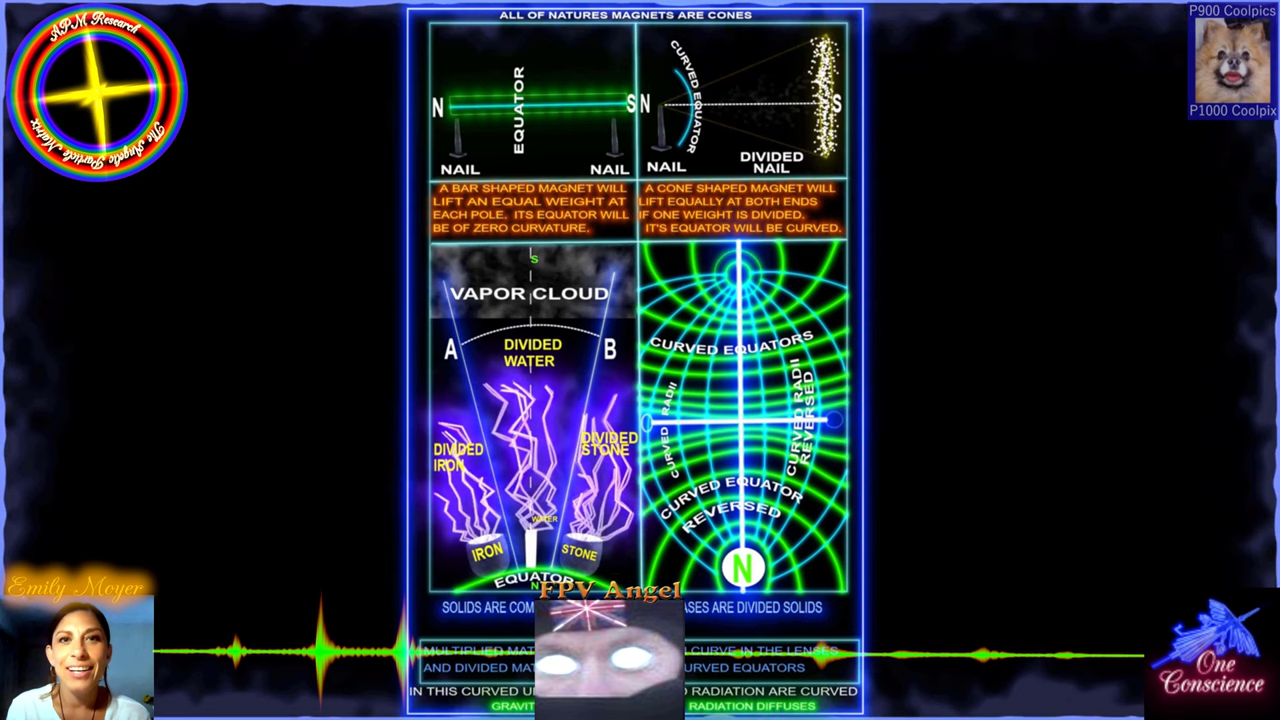 ALL OF NATURES MAGNETS ARE CONES
APM Research
The Angelic Particle Matrix
P900 Coolpics
P1000 Coolpix
N
EQUATOR
S
NAIL
NAIL
N
CURVED EQUATOR
S
NAIL
DIVIDED
NAIL
A BAR SHAPED MAGNET WILL
LIFT AN EQUAL WEIGHT AT
EACH POLE. ITS EQUATOR WILL
BE OF ZERO CURVATURE.
A CONE SHAPED MAGNET WILL
LIFT EQUALLY AT BOTH ENDS
IF ONE WEIGHT IS DIVIDED.
IT'S EQUATOR WILL BE CURVED.
S
VAPOR CLOUD
A
B
DIVIDED
WATER
DIVIDED
IRON
DIVIDED
STONE
WATER
IRON
STONE
EQUATOR
N
CURVED EQUATORS
CURVED RADII
CURVED RADII
REVERSED
CURVED EQUATOR
REVERSED
N
Emily Moyer
FPV Angel
SOLIDS ARE COM
ASES ARE DIVIDED SOLIDS
MULTIPLIED MAT
CURVE IN THE LENSES
AND DIVIDED MAT
URVED EQUATORS
IN THIS CURVED U
D RADIATION ARE CURVED
GRAVIT
RADIATION DIFFUSES
One
Conscience